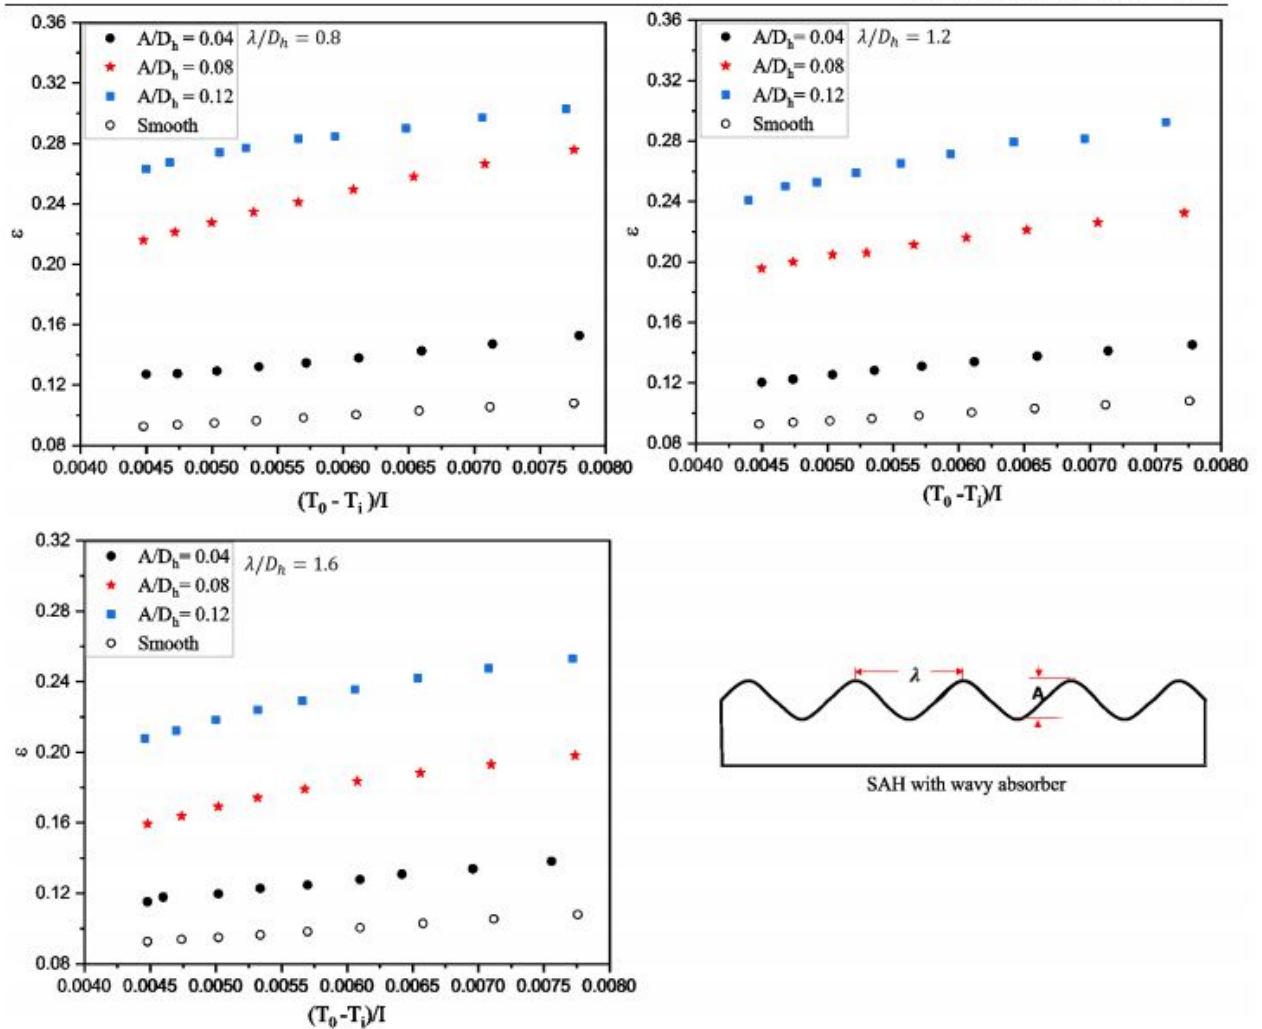 0.36
0.32
0.28
0.24
0.20
0.16
0.12
0.08
ε
A/Dₕ = 0.04
A/Dₕ = 0.08
A/Dₕ = 0.12
Smooth
λ/Dₕ = 0.8
0.0040 0.0045 0.0050 0.0055 0.0060 0.0065 0.0070 0.0075 0.0080
(T₀ - Tᵢ)/I
0.36
0.32
0.28
0.24
0.20
0.16
0.12
0.08
ε
A/Dₕ = 0.04
A/Dₕ = 0.08
A/Dₕ = 0.12
Smooth
λ/Dₕ = 1.2
0.0040 0.0045 0.0050 0.0055 0.0060 0.0065 0.0070 0.0075 0.0080
(T₀ -Tᵢ)/I
0.32
0.28
0.24
0.20
0.16
0.12
0.08
ε
A/Dₕ= 0.04
A/Dₕ= 0.08
A/Dₕ= 0.12
Smooth
λ/Dₕ = 1.6
0.0040 0.0045 0.0050 0.0055 0.0060 0.0065 0.0070 0.0075 0.0080
(T₀ -Tᵢ)/I
λ
A
SAH with wavy absorber